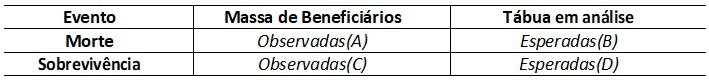 Evento Massa de Beneficiários Tábua em análise
Morte Observadas(A) Esperadas(B)
Sobrevivência Observadas(C) Esperadas(D)